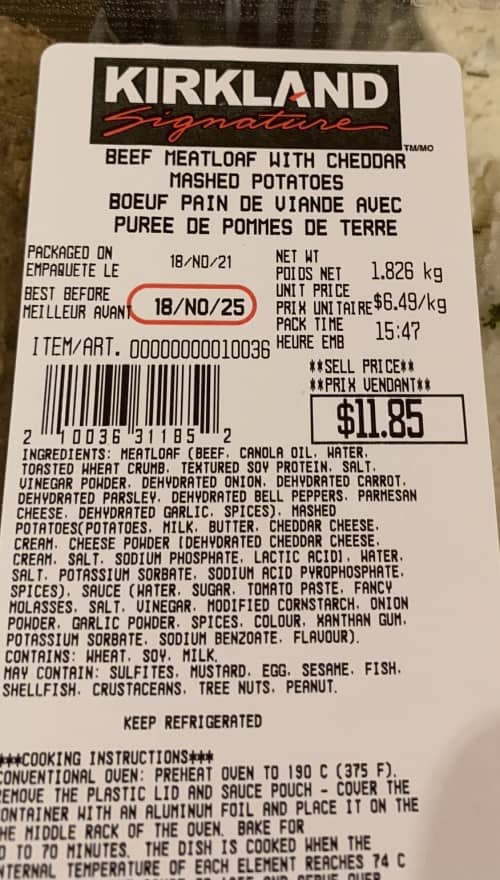 KIRKLAND
Signature
TM/MO
BEEF MEATLOAF WITH CHEDDAR
MASHED POTATOES
BOEUF PAIN DE VIANDE AVEC
PUREE DE POMMES DE TERRE
PACKAGED ON
EMPAQUETE LE
18/NO/21
BEST BEFORE
MEILLEUR AVANT
18/NO/25
NET WT
POIDS NET 1.826 kg
UNIT PRICE
PRIX UNITAIRE $6.49/kg
PACK TIME
HEURE EMB 15:47
ITEM/ART. 00000000010036
**SELL PRICE**
**PRIX VENDANT**
$11.85
2 10036 31185 2
INGREDIENTS: MEATLOAF (BEEF, CANOLA OIL, WATER,
TOASTED WHEAT CRUMB, TEXTURED SOY PROTEIN, SALT,
VINEGAR POWDER, DEHYDRATED ONION, DEHYDRATED CARROT,
DEHYDRATED PARSLEY, DEHYDRATED BELL PEPPERS, PARMESAN
CHEESE, DEHYDRATED GARLIC, SPICES), MASHED
POTATOES(POTATOES, MILK, BUTTER, CHEDDAR CHEESE,
CREAM, CHEESE POWDER [DEHYDRATED CHEDDAR CHEESE,
CREAM, SALT, SODIUM PHOSPHATE, LACTIC ACID], WATER,
SALT, POTASSIUM SORBATE, SODIUM ACID PYROPHOSPHATE,
SPICES), SAUCE (WATER, SUGAR, TOMATO PASTE, FANCY
MOLASSES, SALT, VINEGAR, MODIFIED CORNSTARCH, ONION
POWDER, GARLIC POWDER, SPICES, COLOUR, XANTHAN GUM,
POTASSIUM SORBATE, SODIUM BENZOATE, FLAVOUR).
CONTAINS: WHEAT, SOY, MILK
MAY CONTAIN: SULFITES, MUSTARD, EGG, SESAME, FISH,
SHELLFISH, CRUSTACEANS, TREE NUTS, PEANUT.
KEEP REFRIGERATED
***COOKING INSTRUCTIONS***
CONVENTIONAL OVEN: PREHEAT OVEN TO 190 C (375 F),
REMOVE THE PLASTIC LID AND SAUCE POUCH - COVER THE
ONTAINER WITH AN ALUMINUM FOIL AND PLACE IT ON THE
HE MIDDLE RACK OF THE OVEN. BAKE FOR
TO 70 MINUTES. THE DISH IS COOKED WHEN THE
NTERNAL TEMPERATURE OF EACH ELEMENT REACHES 74 C